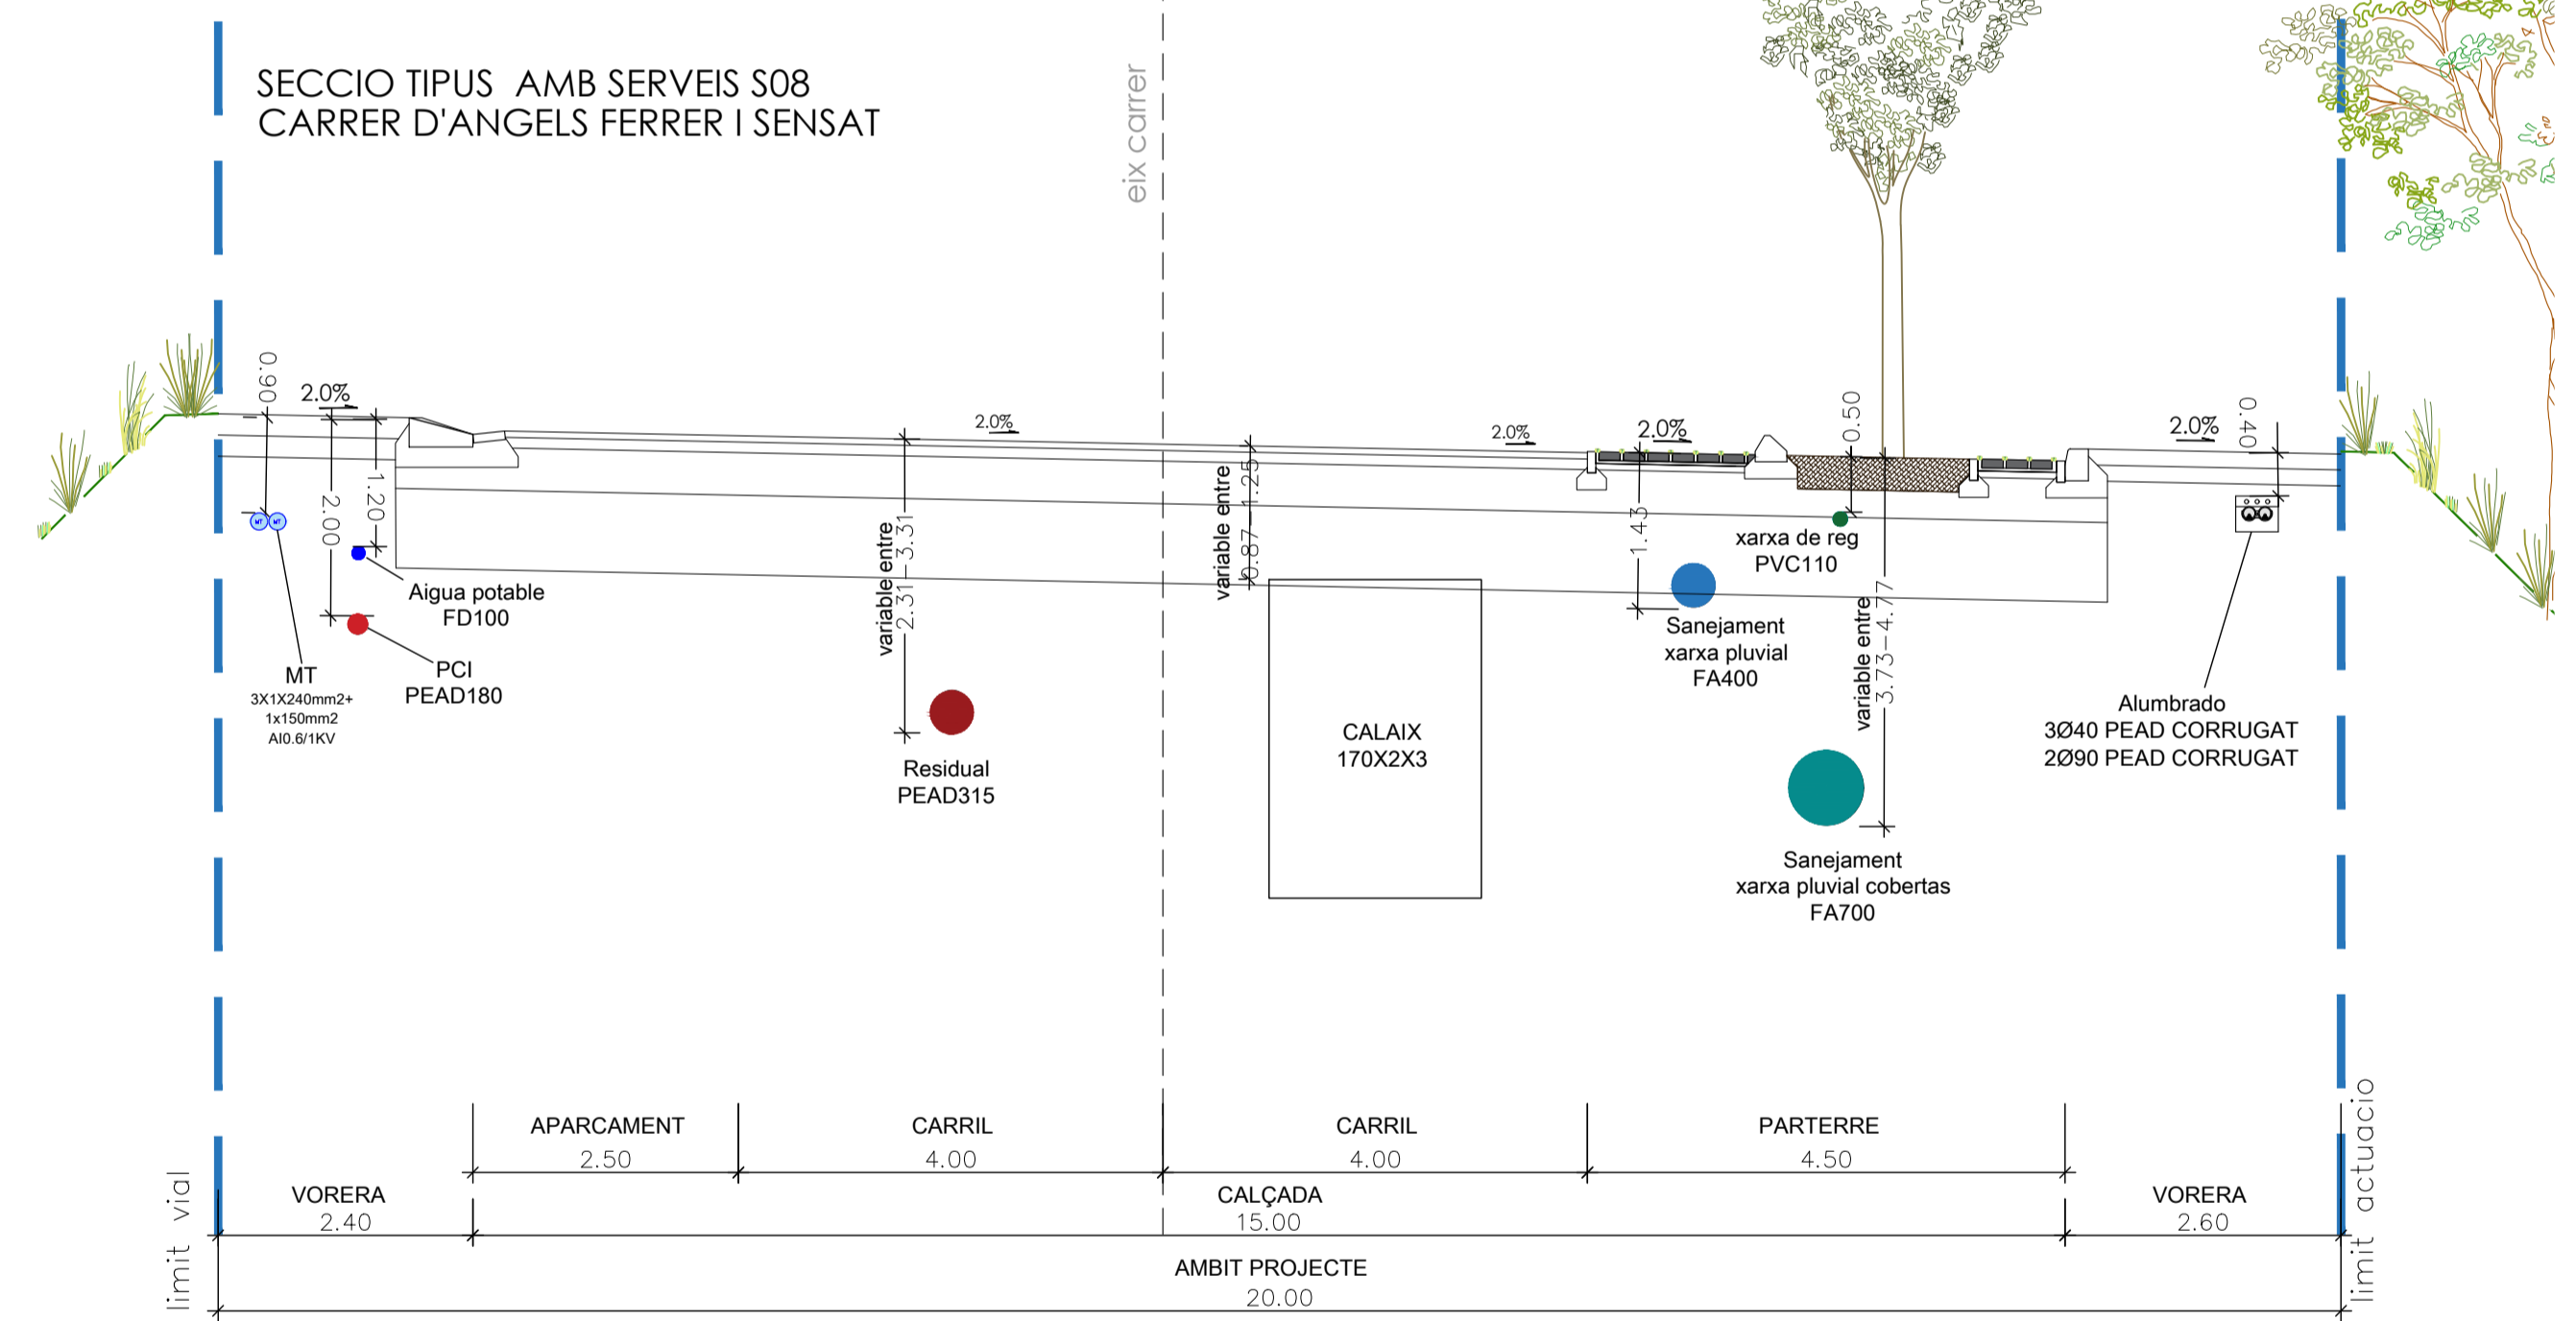 SECCIO TIPUS AMB SERVEIS S08
CARRER D'ANGELS FERRER I SENSAT
eix carrer
0.90
2.0%
2.00
1.20
MT MT
Aigua potable
FD100
PCI
PEAD180
MT
3X1X240mm2+
1x150mm2
Al0.6/1KV
variable entre
2.31-3.31
Residual
PEAD315
2.0%
variable entre
0.87-1.25
CALAIX
170X2X3
2.0%
2.0%
1.43
0.50
xarxa de reg
PVC110
Sanejament
xarxa pluvial
FA400
variable entre
3.73-4.77
Sanejament
xarxa pluvial cobertas
FA700
2.0%
0.40
Alumbrado
3Ø40 PEAD CORRUGAT
2Ø90 PEAD CORRUGAT
APARCAMENT
2.50
CARRIL
4.00
CARRIL
4.00
PARTERRE
4.50
VORERA
2.40
CALÇADA
15.00
VORERA
2.60
AMBIT PROJECTE
20.00
limit vial
limit actuacio